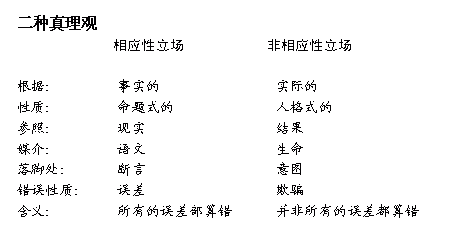 二种真理观
相应性立场 非相应性立场
根据: 事实的 实际的
性质: 命题式的 人格式的
参照: 现实 结果
媒介: 语文 生命
落脚处: 断言 意图
错误性质: 误差 欺骗
含义: 所有的误差都算错 并非所有的误差都算错